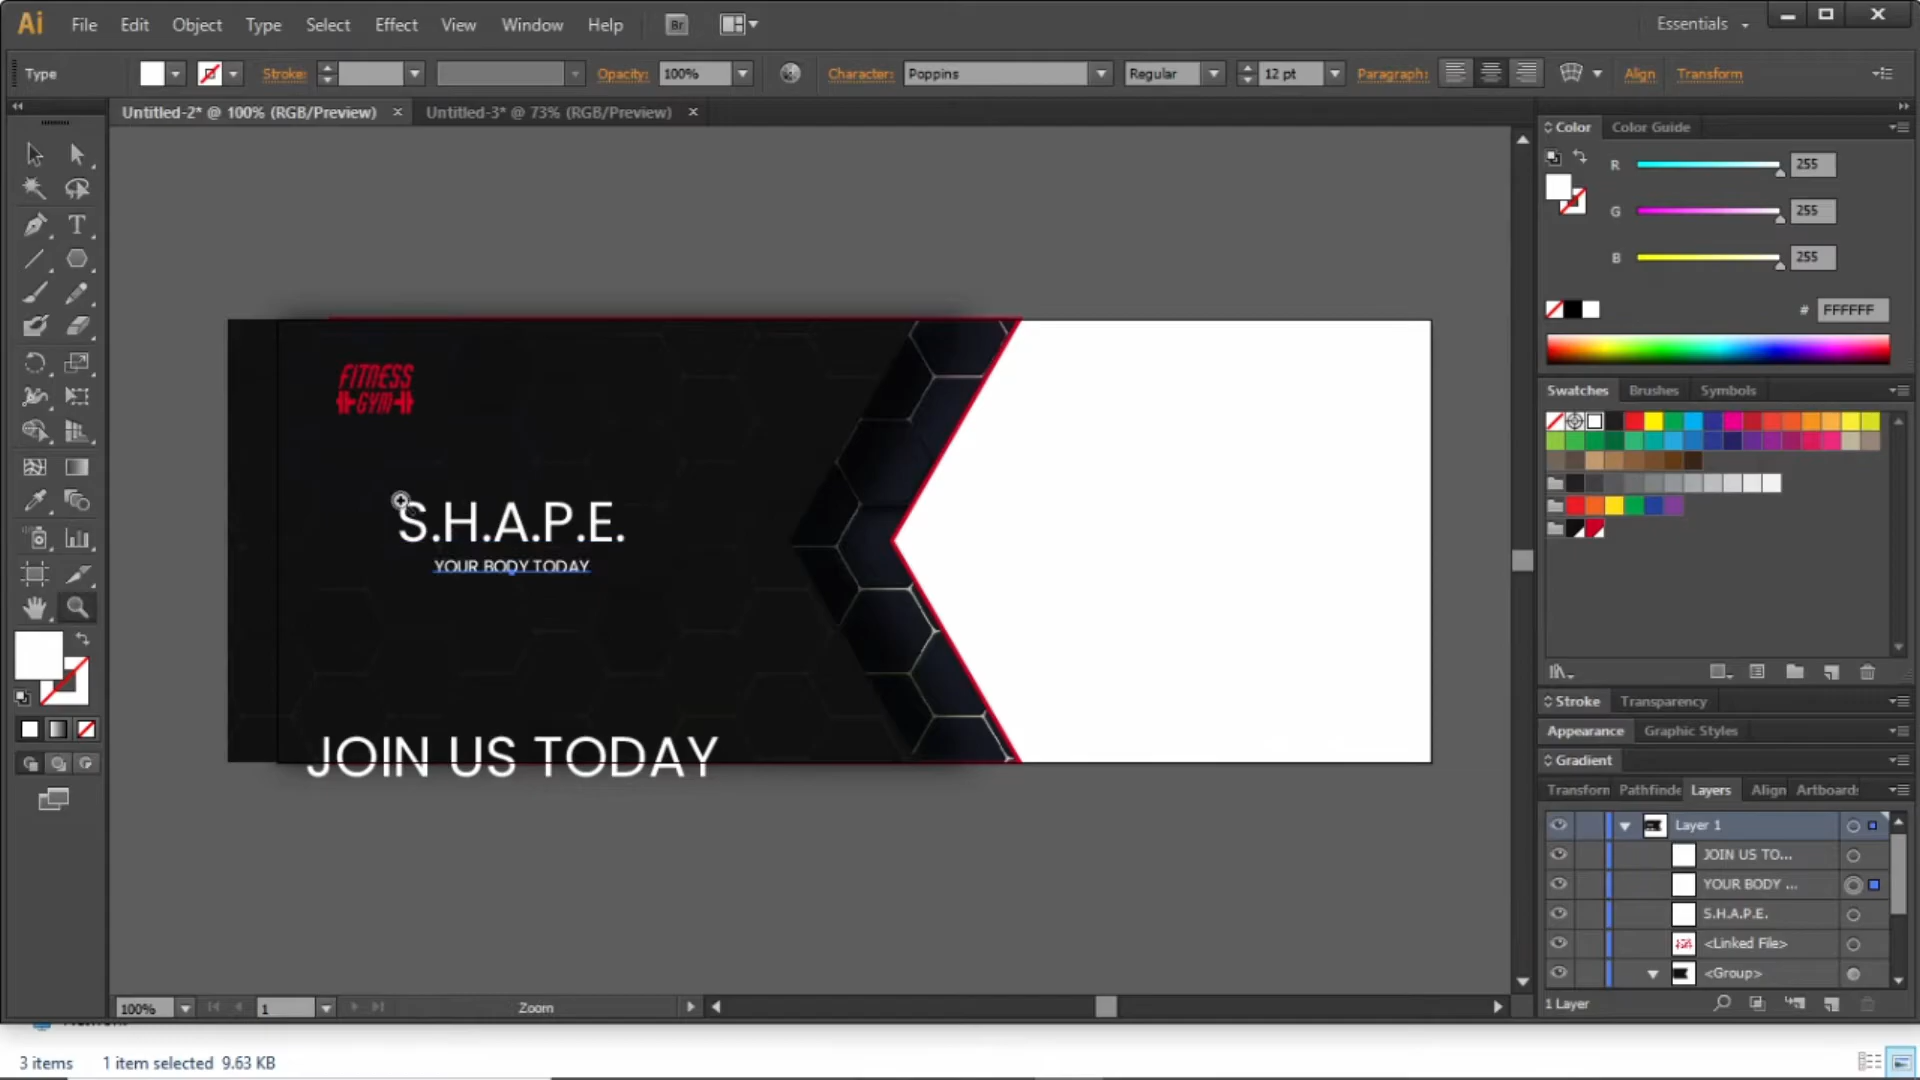 Ai File Edit Object Type Select Effect View Window Help Br Essentials
Type Stroke: Opacity: 100% Character: Poppins Regular 12 pt Paragraph: Align Transform
Untitled-2* @ 100% (RGB/Preview) Untitled-3* @ 73% (RGB/Preview)
Color Color Guide
R 255
G 255
B 255
# FFFFFF
Swatches Brushes Symbols
FITNESS
GYM
S.H.A.P.E.
YOUR BODY TODAY
JOIN US TODAY
Stroke Transparency
Appearance Graphic Styles
Gradient
Transform Pathfinde Layers Align Artboard:
Layer 1
JOIN US TO...
YOUR BODY ...
S.H.A.P.E.
<Linked File>
<Group>
1 Layer
100% 1 Zoom
3 items 1 item selected 9.63 KB